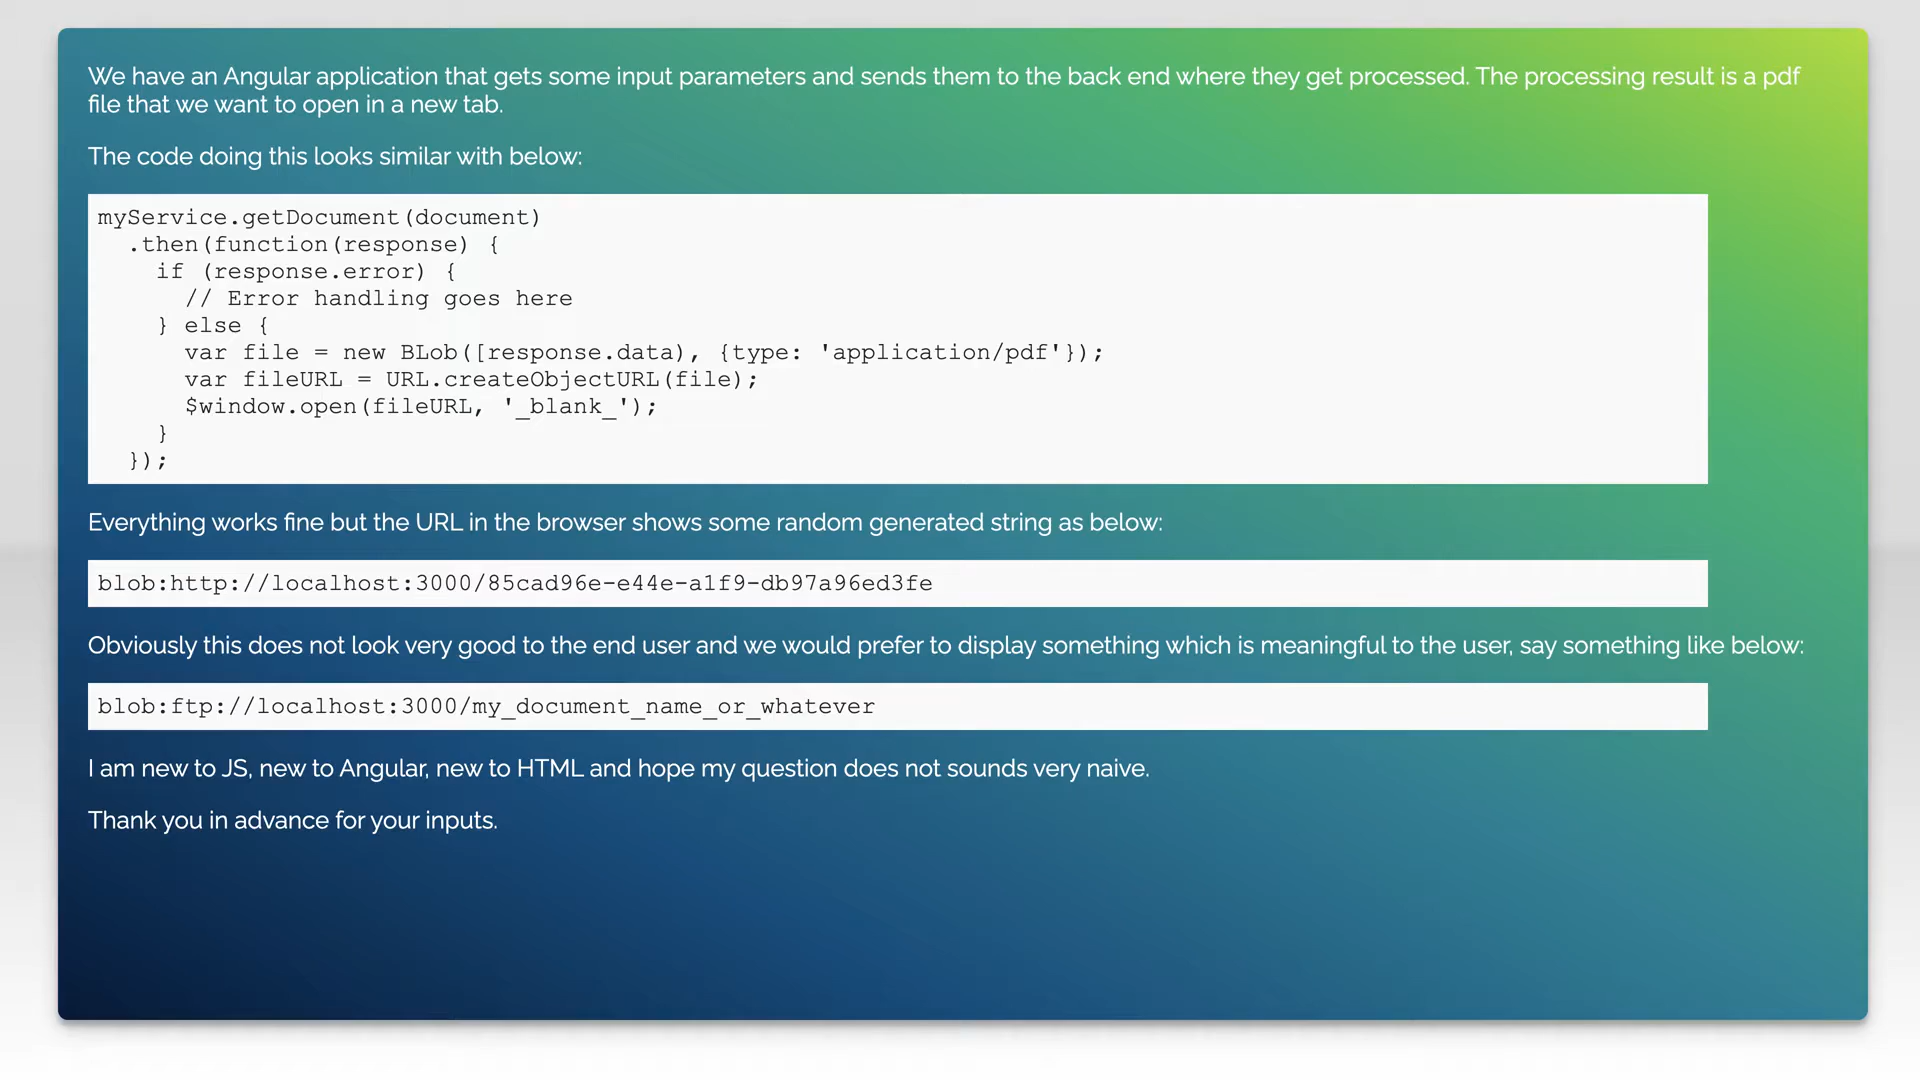 We have an Angular application that gets some input parameters and sends them to the back end where they get processed. The processing result is a pdf
file that we want to open in a new tab.
The code doing this looks similar with below:
myService.getDocument(document)
  .then(function(response) {
    if (response.error) {
      // Error handling goes here
    } else {
      var file = new BLob([response.data), {type: 'application/pdf'});
      var fileURL = URL.createObjectURL(file);
      $window.open(fileURL, '_blank_');
    }
  });
Everything works fine but the URL in the browser shows some random generated string as below:
blob:http://localhost:3000/85cad96e-e44e-a1f9-db97a96ed3fe
Obviously this does not look very good to the end user and we would prefer to display something which is meaningful to the user, say something like below:
blob:ftp://localhost:3000/my_document_name_or_whatever
I am new to JS, new to Angular, new to HTML and hope my question does not sounds very naive.
Thank you in advance for your inputs.